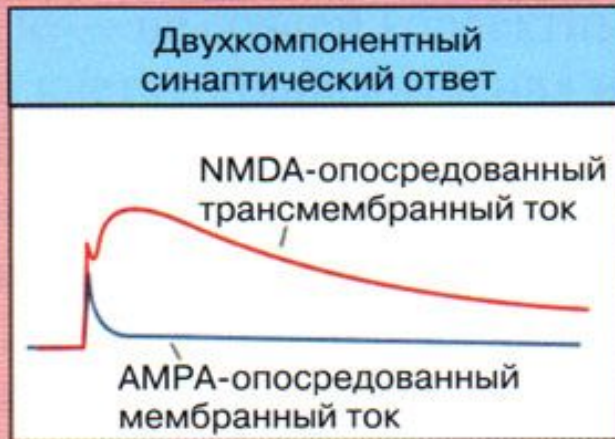 Двухкомпонентный
синаптический ответ
NMDA-опосредованный
трансмембранный ток
AMPA-опосредованный
мембранный ток